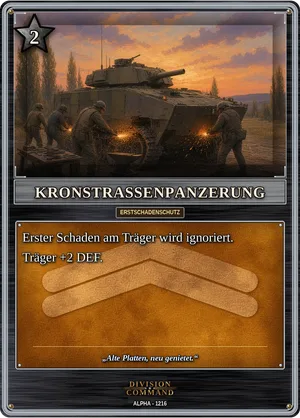 2
KRONSTRASSENPANZERUNG
ERSTSCHADENSCHUTZ
Erster Schaden am Träger wird ignoriert.
Träger +2 DEF.
„Alte Platten, neu genietet.“
DIVISION
COMMAND
ALPHA - 1216